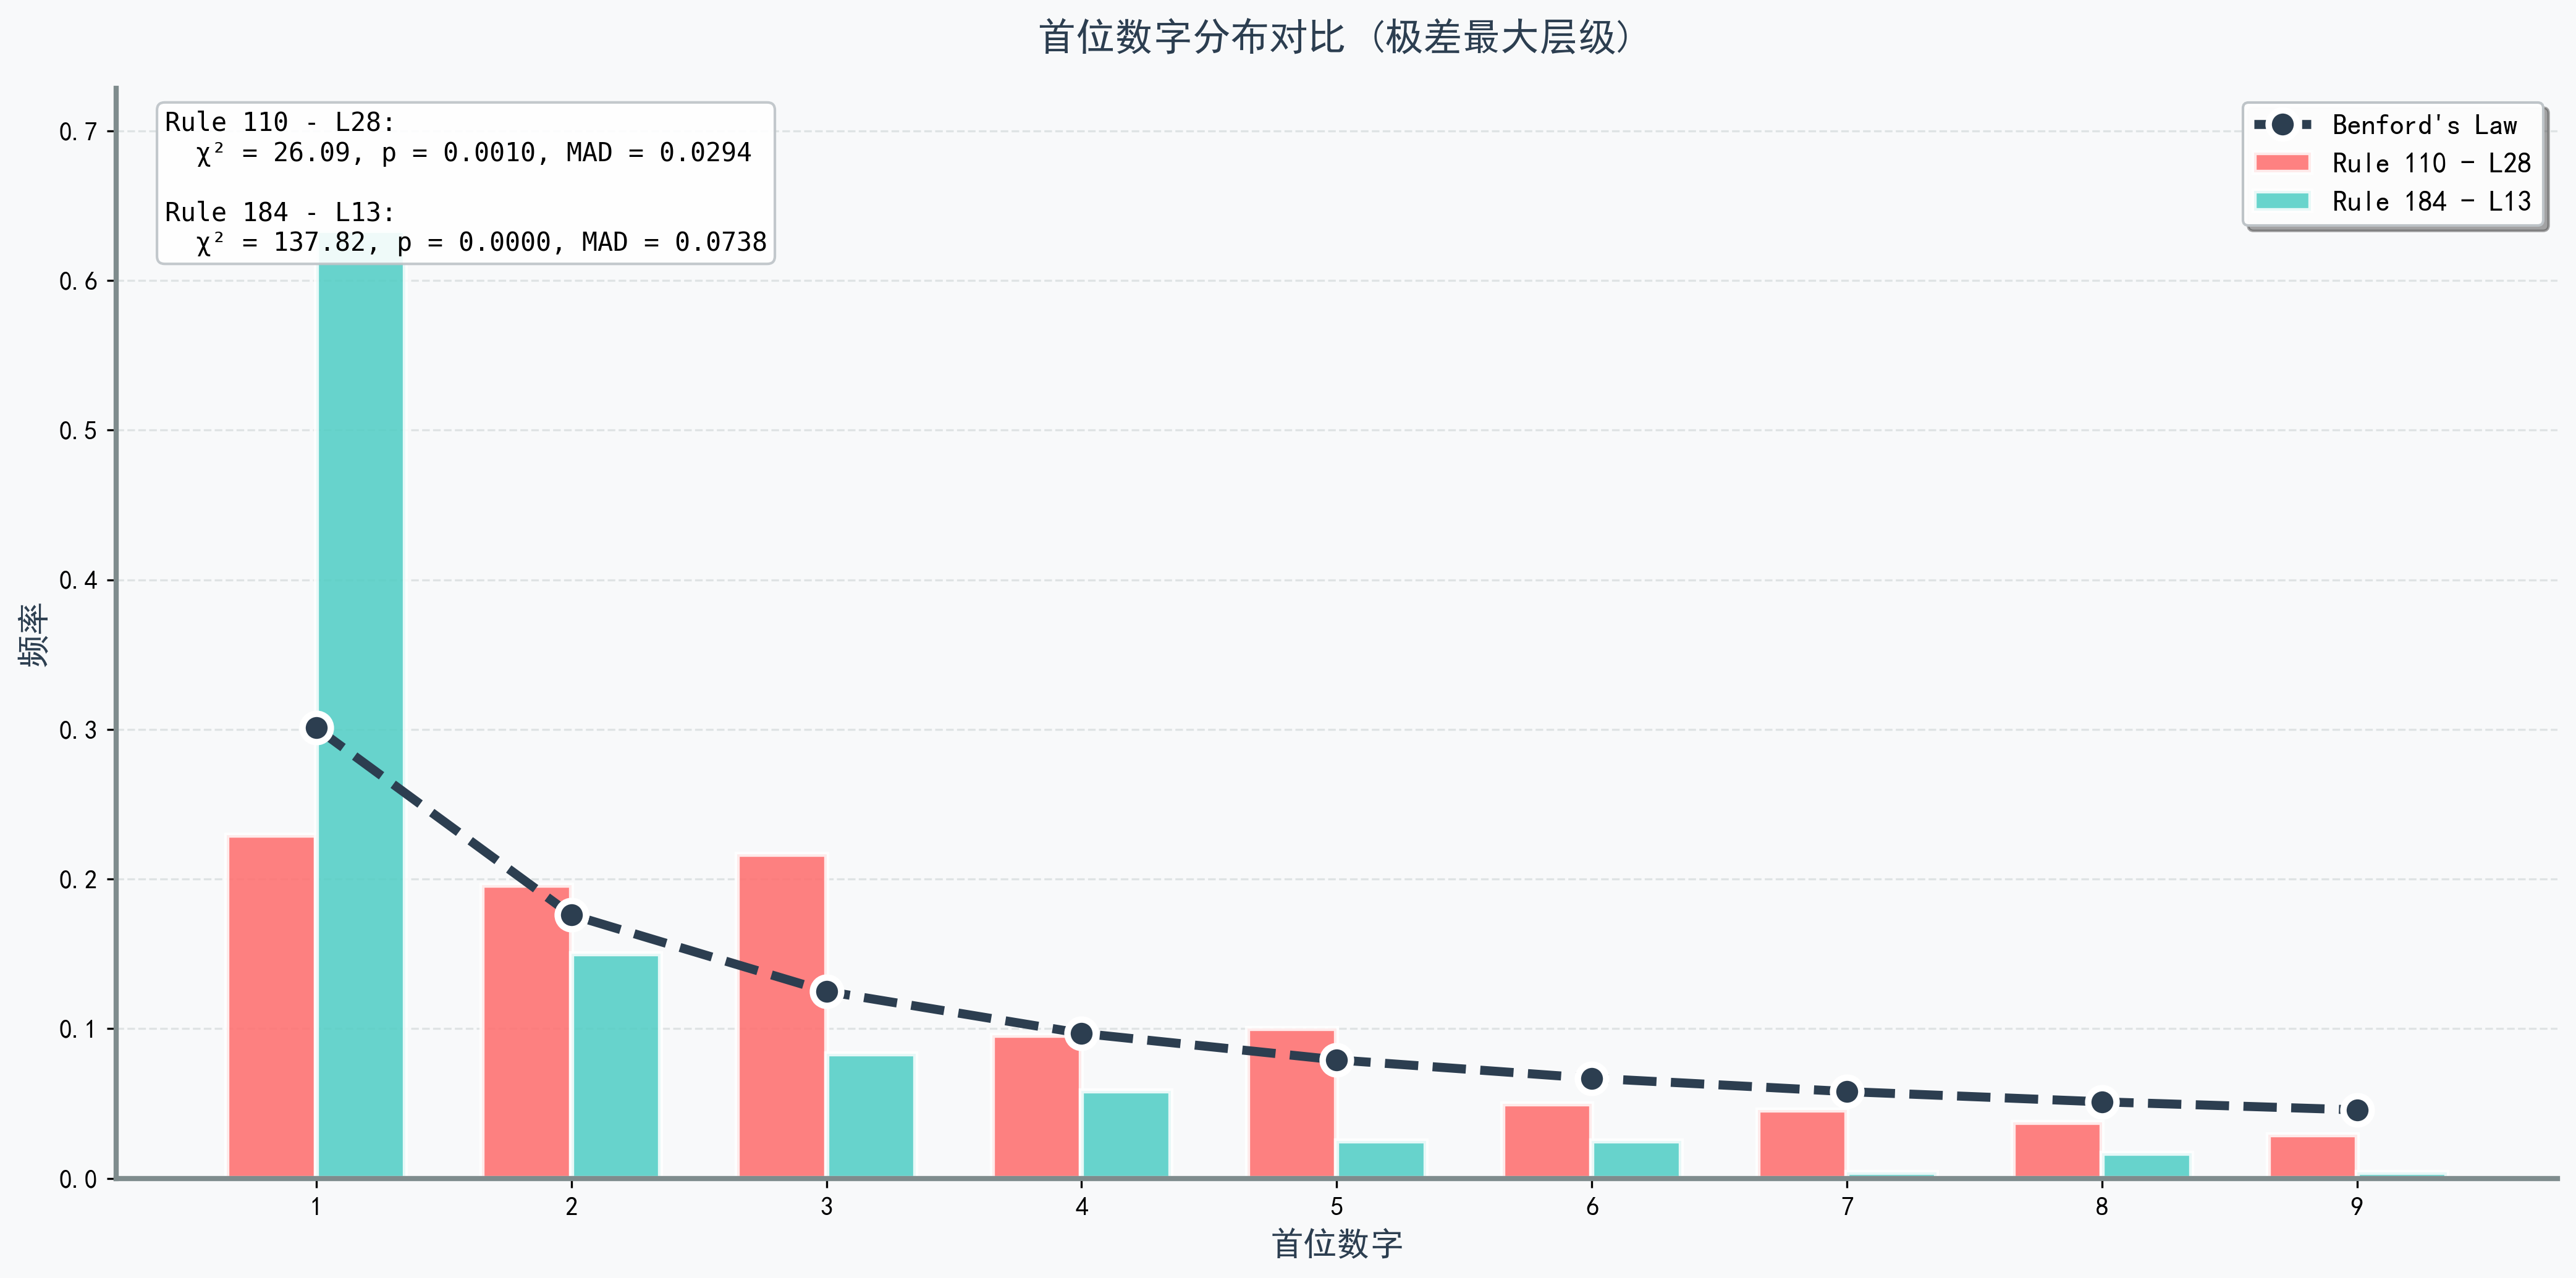 首位数字分布对比 (极差最大层级)
Rule 110 - L28:
χ² = 26.09, p = 0.0010, MAD = 0.0294
Rule 184 - L13:
χ² = 137.82, p = 0.0000, MAD = 0.0738
Benford's Law
Rule 110 - L28
Rule 184 - L13
频率
0.7
0.6
0.5
0.4
0.3
0.2
0.1
0.0
1 2 3 4 5 6 7 8 9
首位数字